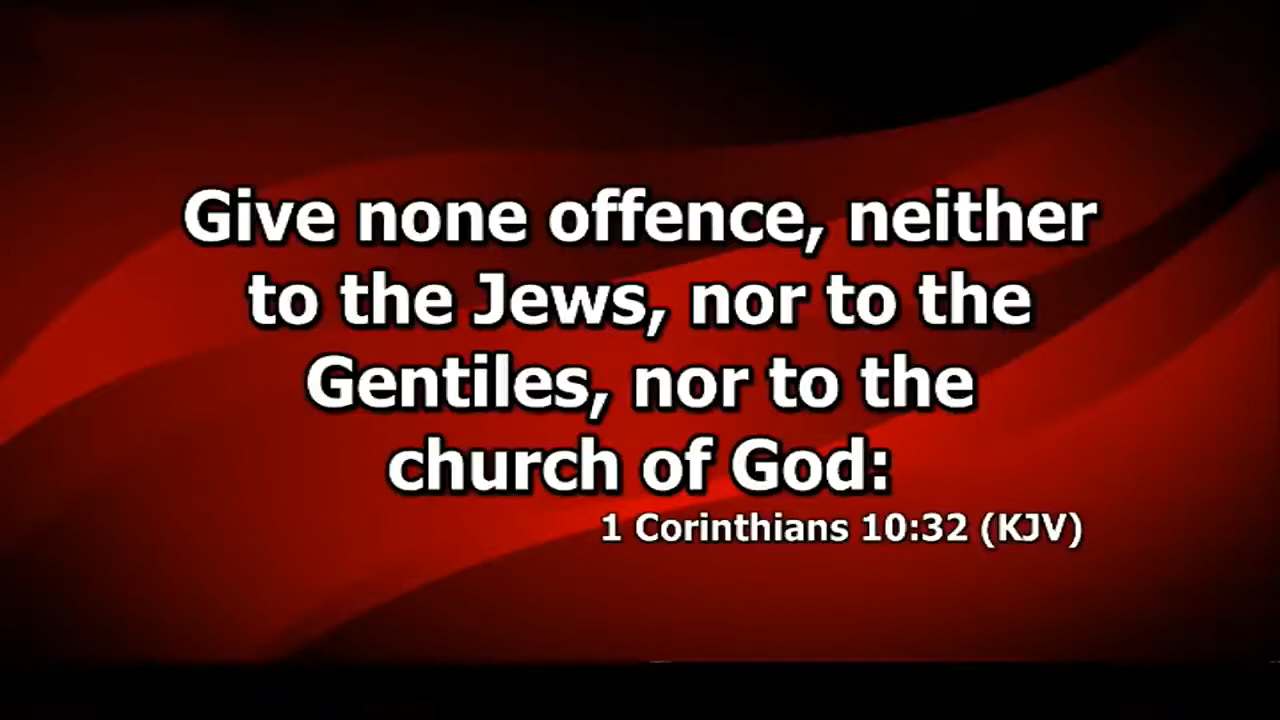 Give none offence, neither
to the Jews, nor to the
Gentiles, nor to the
church of God:
1 Corinthians 10:32 (KJV)